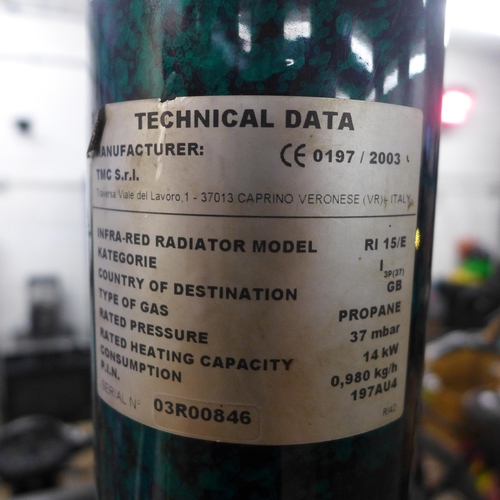 TECHNICAL DATA
MANUFACTURER: CE 0197 / 2003
TMC S.r.l.
Traversa Viale del Lavoro,1 - 37013 CAPRINO VERONESE (VR) - ITALY
INFRA-RED RADIATOR MODEL RI 15/E
KATEGORIE I 3P(37)
COUNTRY OF DESTINATION GB
TYPE OF GAS PROPANE
RATED PRESSURE 37 mbar
RATED HEATING CAPACITY 14 kW
CONSUMPTION 0,980 kg/h
P.I.N. 197AU4
SERIAL N° 03R00846